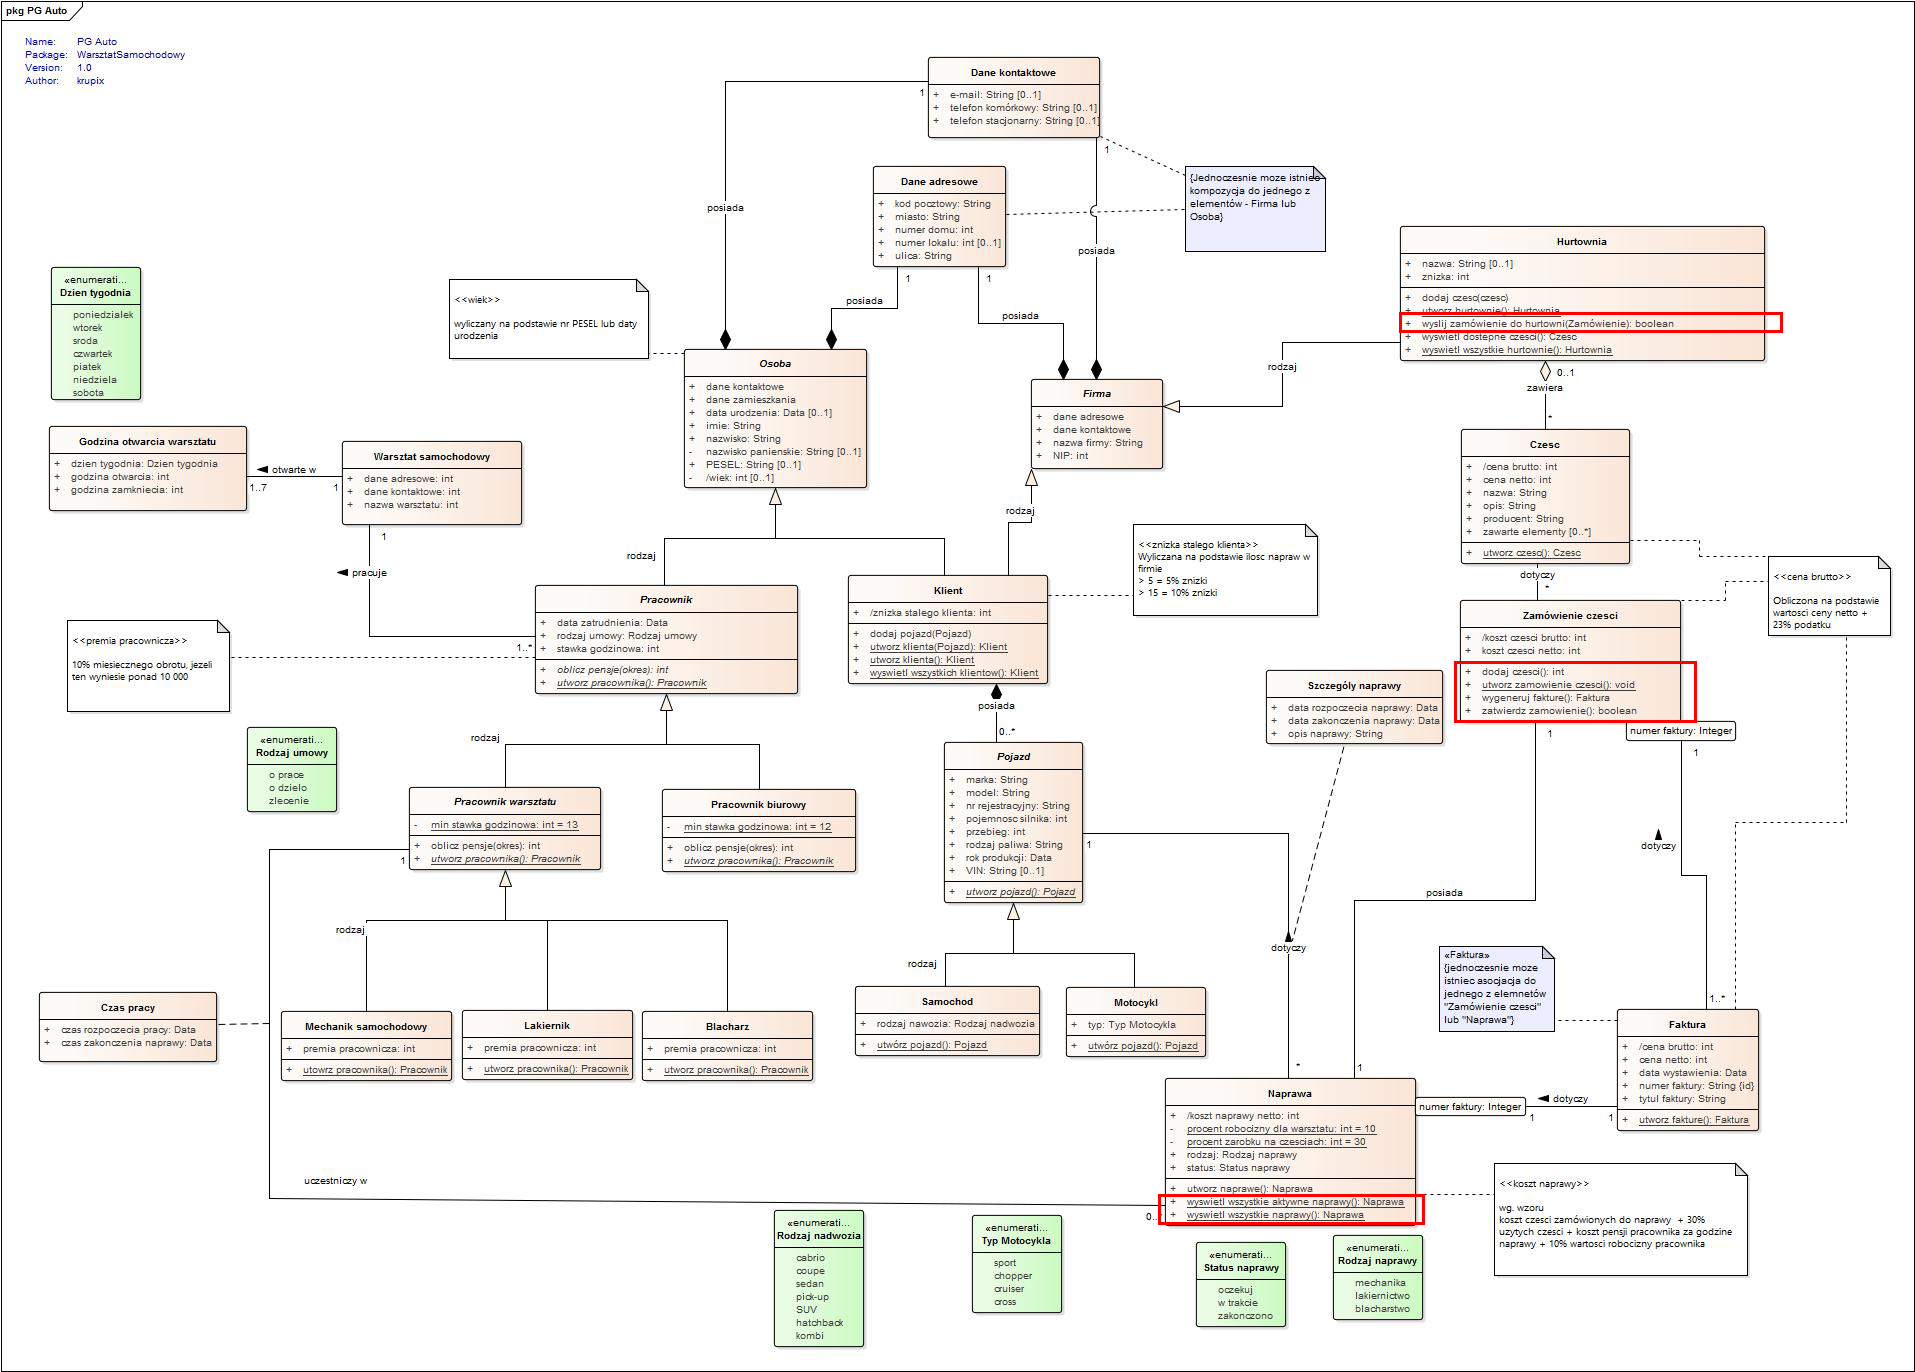 pkg PG Auto
Name: PG Auto
Package: WarsztatSamochodowy
Version: 1.0
Author: krupix
Dane kontaktowe
+ e-mail: String [0..1]
+ telefon komórkowy: String [0..1]
+ telefon stacjonarny: String [0..1]
1
1
posiada
posiada
Dane adresowe
+ kod pocztowy: String
+ miasto: String
+ numer domu: int
+ numer lokalu: int [0..1]
+ ulica: String
1
1
posiada
posiada
{Jednoczesnie moze istniec
kompozycja do jednego z
elementów - Firma lub
Osoba}
Hurtownia
+ nazwa: String [0..1]
+ znizka: int
+ dodaj czesc(czesc)
+ utworz hurtownie(): Hurtownia
+ wyslij zamówienie do hurtowni(Zamówienie): boolean
+ wyswietl dostepne czesci(): Czesc
+ wyswietl wszystkie hurtownie(): Hurtownia
rodzaj
0..1
zawiera
*
«enumerati...
Dzien tygodnia
poniedzialek
wtorek
sroda
czwartek
piatek
niedziela
sobota
<<wiek>>
wyliczany na podstawie nr PESEL lub daty
urodzenia
Osoba
+ dane kontaktowe
+ dane zamieszkania
+ data urodzenia: Data [0..1]
+ imie: String
+ nazwisko: String
- nazwisko panienskie: String [0..1]
+ PESEL: String [0..1]
- /wiek: int [0..1]
Firma
+ dane adresowe
+ dane kontaktowe
+ nazwa firmy: String
+ NIP: int
Godzina otwarcia warsztatu
+ dzien tygodnia: Dzien tygodnia
+ godzina otwarcia: int
+ godzina zamkniecia: int
otwarte w
1..7
1
Warsztat samochodowy
+ dane adresowe: int
+ dane kontaktowe: int
+ nazwa warsztatu: int
1
pracuje
1..*
Czesc
+ /cena brutto: int
+ cena netto: int
+ nazwa: String
+ opis: String
+ producent: String
+ zawarte elementy [0..*]
+ utworz czesc(): Czesc
dotyczy
*
rodzaj
rodzaj
<<znizka stalego klienta>>
Wyliczana na podstawie ilosc napraw w
firmie
> 5 = 5% znizki
> 15 = 10% znizki
<<cena brutto>>
Obliczona na podstawie
wartosci ceny netto +
23% podatku
Pracownik
+ data zatrudnienia: Data
+ rodzaj umowy: Rodzaj umowy
+ stawka godzinowa: int
+ oblicz pensje(okres): int
+ utworz pracownika(): Pracownik
Klient
+ /znizka stalego klienta: int
+ dodaj pojazd(Pojazd)
+ utworz klienta(Pojazd): Klient
+ utworz klienta(): Klient
+ wyswietl wszystkich klientow(): Klient
posiada
0..*
Zamówienie czesci
+ /koszt czesci brutto: int
+ koszt czesci netto: int
+ dodaj czesci(): int
+ utworz zamowienie czesci(): void
+ wygeneruj fakture(): Faktura
+ zatwierdz zamowienie(): boolean
numer faktury: Integer
1
1
<<premia pracownicza>>
10% miesiecznego obrotu, jezeli
ten wyniesie ponad 10 000
Szczególy naprawy
+ data rozpoczecia naprawy: Data
+ data zakonczenia naprawy: Data
+ opis naprawy: String
«enumerati...
Rodzaj umowy
o prace
o dzielo
zlecenie
rodzaj
Pracownik warsztatu
- min stawka godzinowa: int = 13
+ oblicz pensje(okres): int
+ utworz pracownika(): Pracownik
1
Pracownik biurowy
- min stawka godzinowa: int = 12
+ oblicz pensje(okres): int
+ utworz pracownika(): Pracownik
Pojazd
+ marka: String
+ model: String
+ nr rejestracyjny: String
+ pojemnosc silnika: int
+ przebieg: int
+ rodzaj paliwa: String
+ rok produkcji: Data
+ VIN: String [0..1]
+ utworz pojazd(): Pojazd
1
dotyczy
posiada
dotyczy
rodzaj
rodzaj
«Faktura»
{jednoczesnie moze
istniec asocjacja do
jednego z elemnetów
"Zamówienie czesci"
lub "Naprawa"}
1..*
Czas pracy
+ czas rozpoczecia pracy: Data
+ czas zakonczenia naprawy: Data
Mechanik samochodowy
+ premia pracownicza: int
+ utowrz pracownika(): Pracownik
Lakiernik
+ premia pracownicza: int
+ utworz pracownika(): Pracownik
Blacharz
+ premia pracownicza: int
+ utworz pracownika(): Pracownik
Samochod
+ rodzaj nawozia: Rodzaj nadwozia
+ utwórz pojazd(): Pojazd
Motocykl
+ typ: Typ Motocykla
+ utwórz pojazd(): Pojazd
Faktura
+ /cena brutto: int
+ cena netto: int
+ data wystawienia: Data
+ numer faktury: String {id}
+ tytul faktury: String
+ utworz fakture(): Faktura
*
1
Naprawa
+ /koszt naprawy netto: int
- procent robocizny dla warsztatu: int = 10
- procent zarobku na czesciach: int = 30
+ rodzaj: Rodzaj naprawy
+ status: Status naprawy
+ utworz naprawe(): Naprawa
+ wyswietl wszystkie aktywne naprawy(): Naprawa
+ wyswietl wszystkie naprawy(): Naprawa
numer faktury: Integer
dotyczy
1
1
uczestniczy w
0..
<<koszt naprawy>>
wg. wzoru
koszt czesci zamówionych do naprawy + 30%
uzytych czesci + koszt pensji pracownika za godzine
naprawy + 10% wartosci robocizny pracownika
«enumerati...
Rodzaj nadwozia
cabrio
coupe
sedan
pick-up
SUV
hatchback
kombi
«enumerati...
Typ Motocykla
sport
chopper
cruiser
cross
«enumerati...
Status naprawy
oczekuj
w trakcie
zakonczono
«enumerati...
Rodzaj naprawy
mechanika
lakiernictwo
blacharstwo